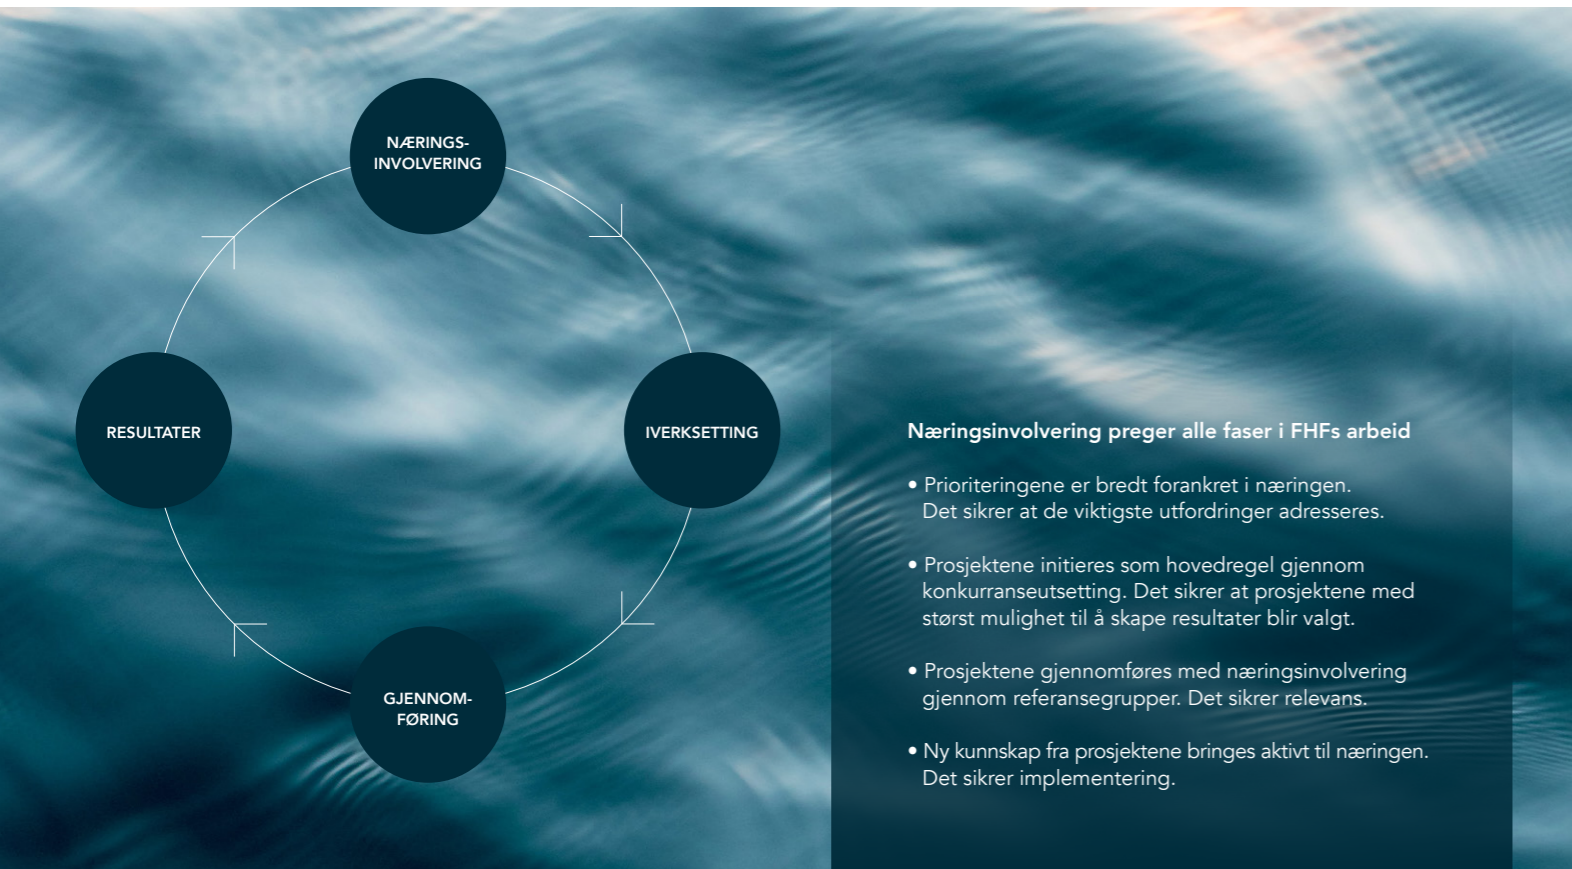 NÆRINGS-
INVOLVERING
RESULTATER
IVERKSETTING
GJENNOM-
FØRING
Næringsinvolvering preger alle faser i FHFs arbeid
• Prioriteringene er bredt forankret i næringen.
Det sikrer at de viktigste utfordringer adresseres.
• Prosjektene initieres som hovedregel gjennom
konkurranseutsetting. Det sikrer at prosjektene med
størst mulighet til å skape resultater blir valgt.
• Prosjektene gjennomføres med næringsinvolvering
gjennom referansegrupper. Det sikrer relevans.
• Ny kunnskap fra prosjektene bringes aktivt til næringen.
Det sikrer implementering.